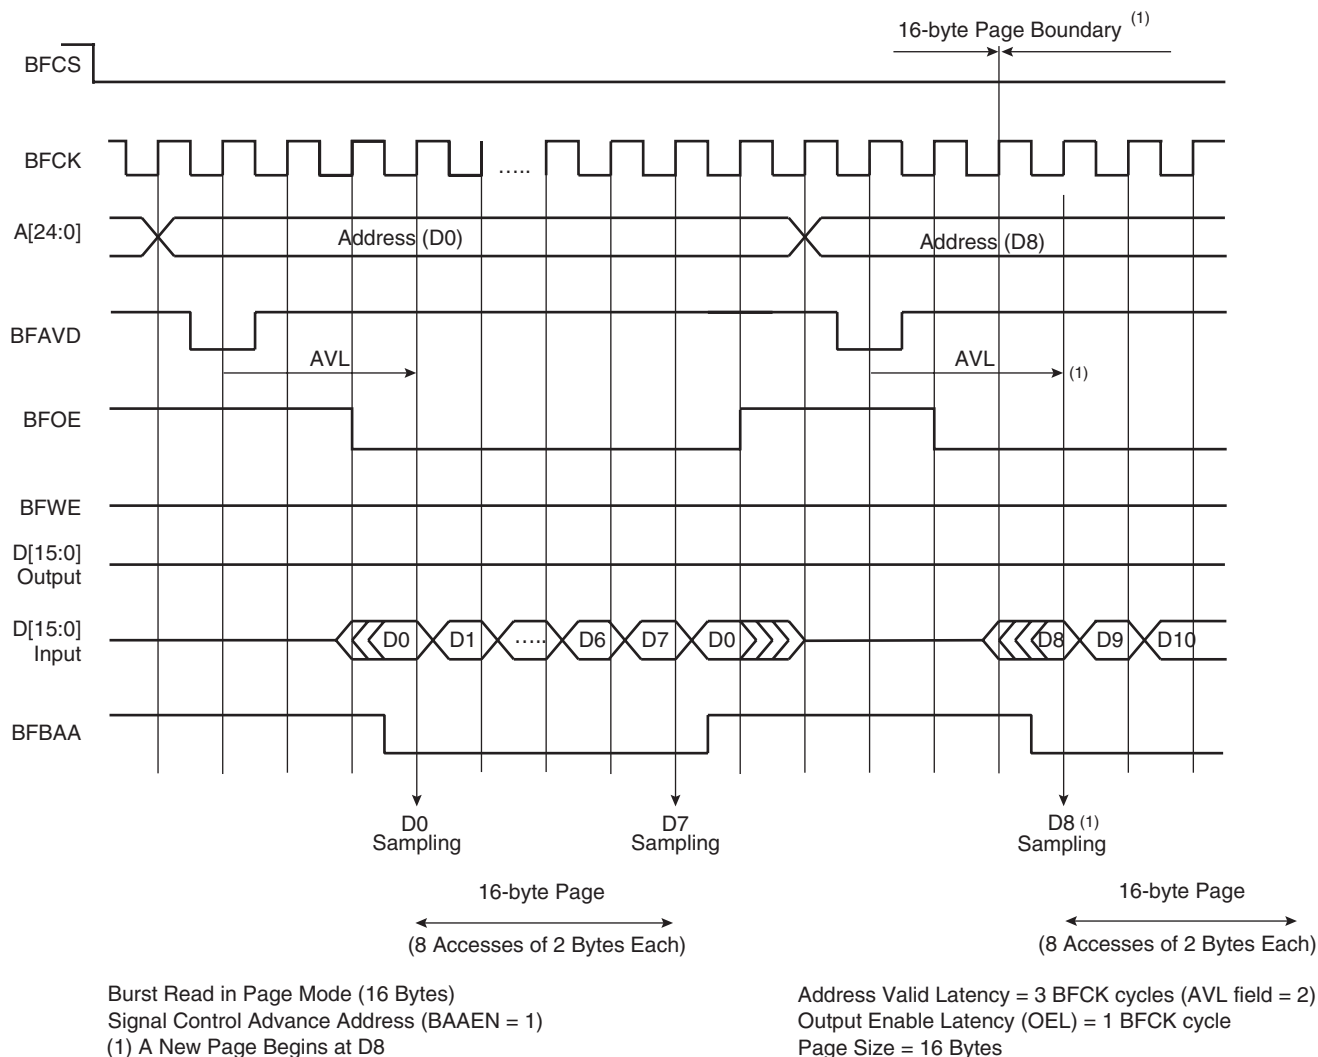 16-byte Page Boundary (1)
BFCS
BFCK
.....
A[24:0]
Address (D0)
Address (D8)
BFAVD
AVL
AVL
(1)
BFOE
BFWE
D[15:0]
Output
D[15:0]
Input
D0
D1
.....
D6
D7
D0
D8
D9
D10
BFBAA
D0
Sampling
D7
Sampling
D8 (1)
Sampling
16-byte Page
(8 Accesses of 2 Bytes Each)
16-byte Page
(8 Accesses of 2 Bytes Each)
Burst Read in Page Mode (16 Bytes)
Signal Control Advance Address (BAAEN = 1)
(1) A New Page Begins at D8
Address Valid Latency = 3 BFCK cycles (AVL field = 2)
Output Enable Latency (OEL) = 1 BFCK cycle
Page Size = 16 Bytes